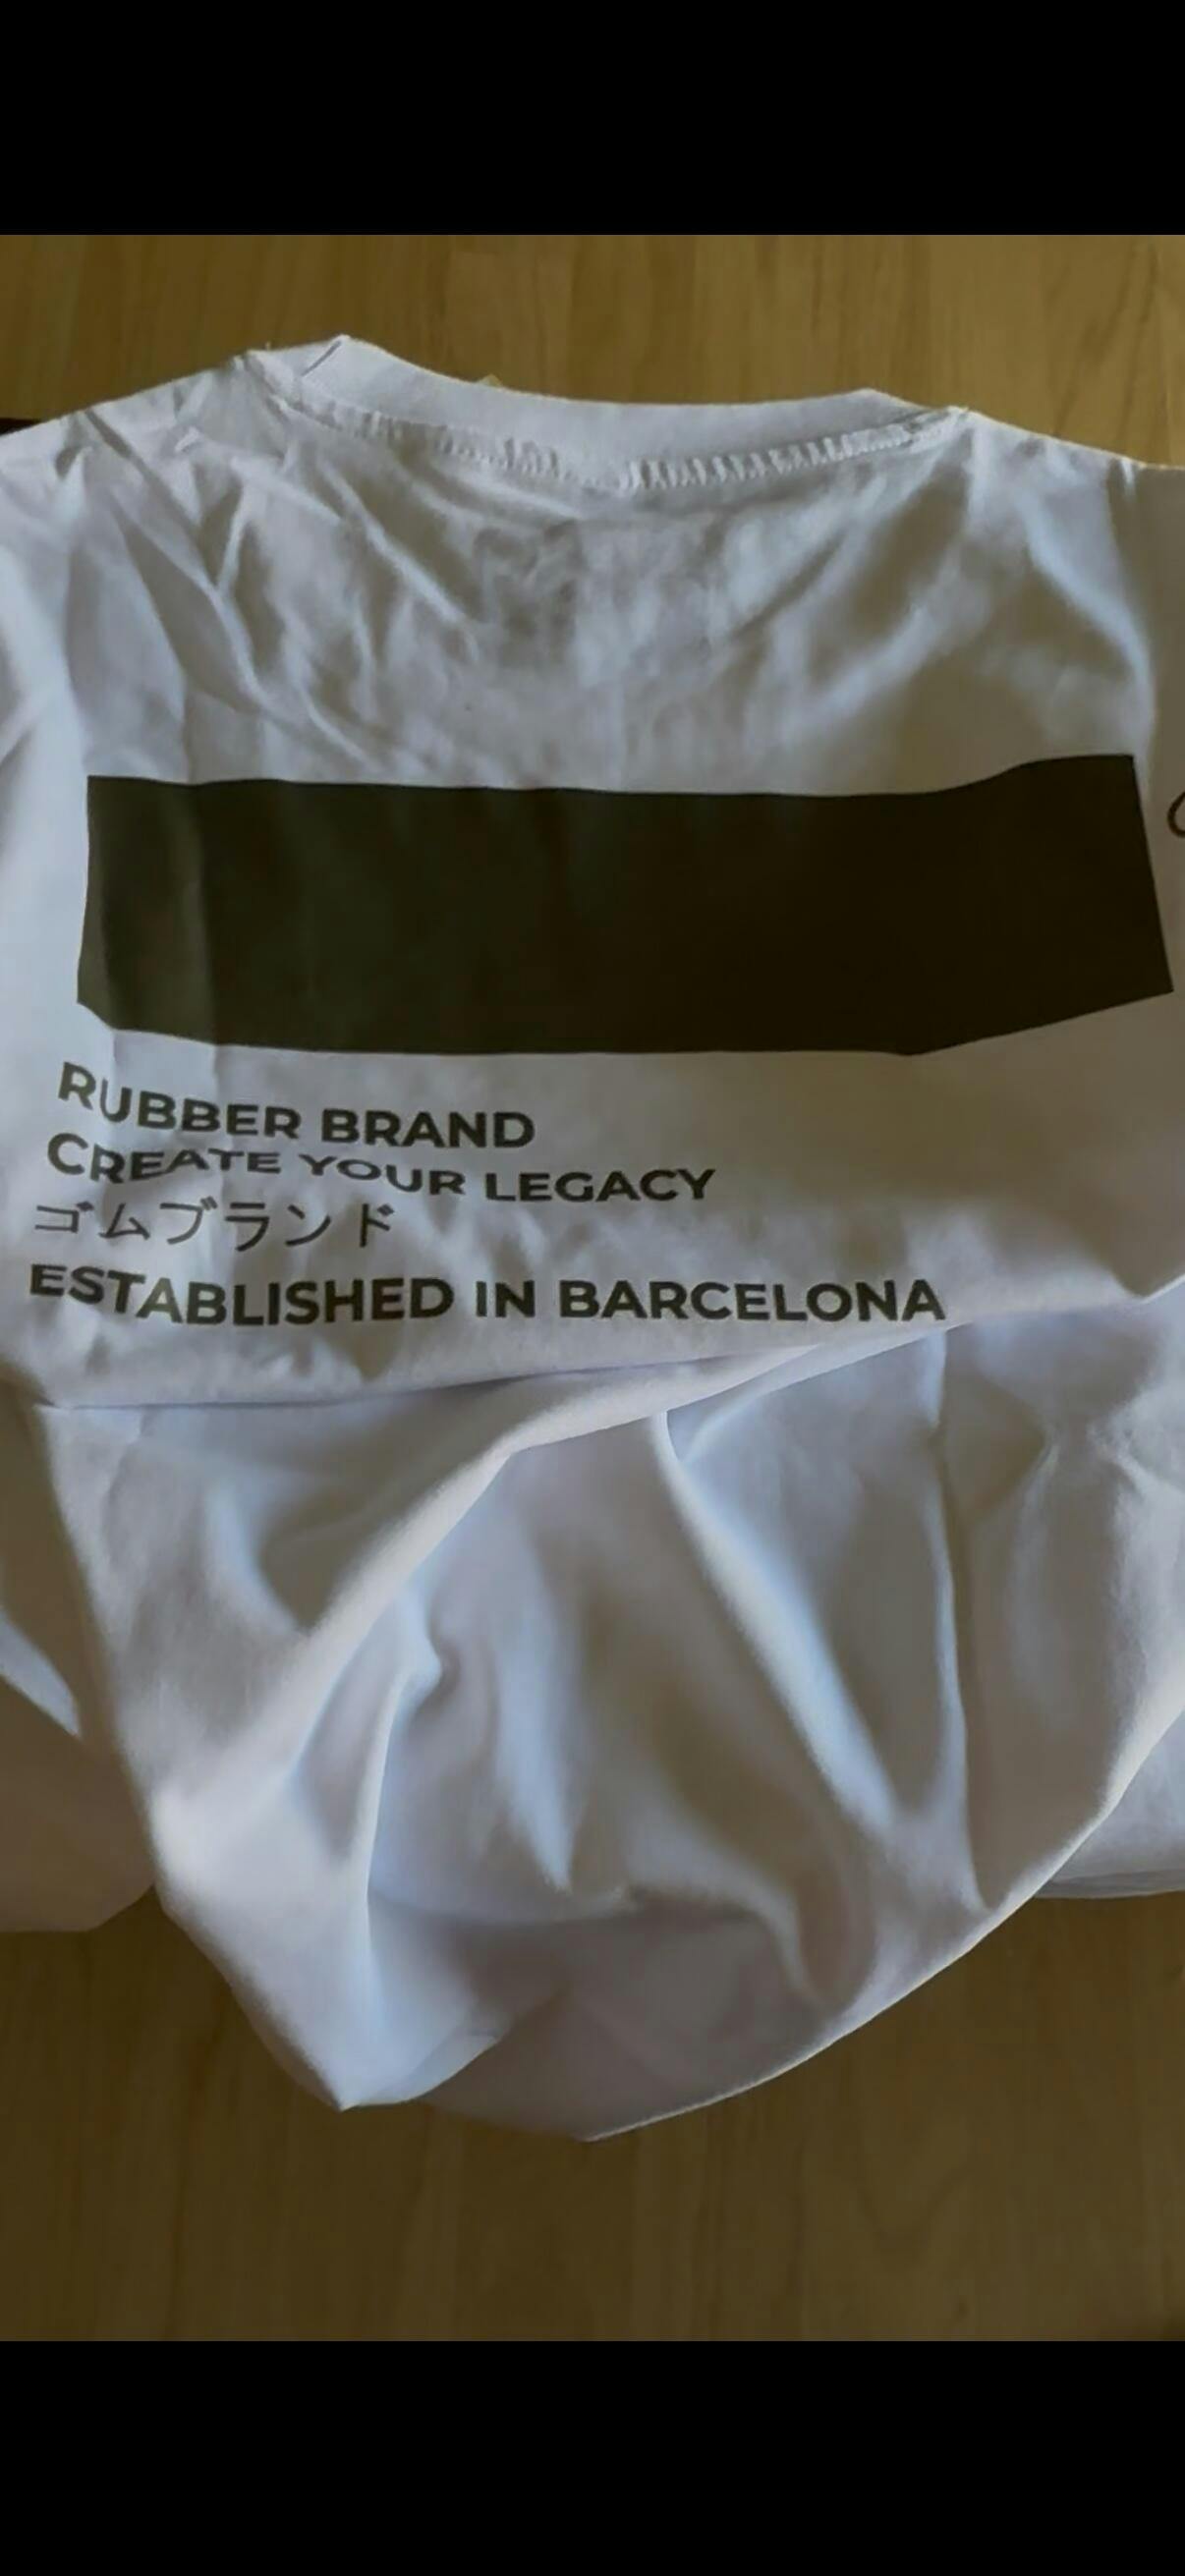 RUBBER BRAND
CREATE YOUR LEGACY
ゴムブランド
ESTABLISHED IN BARCELONA